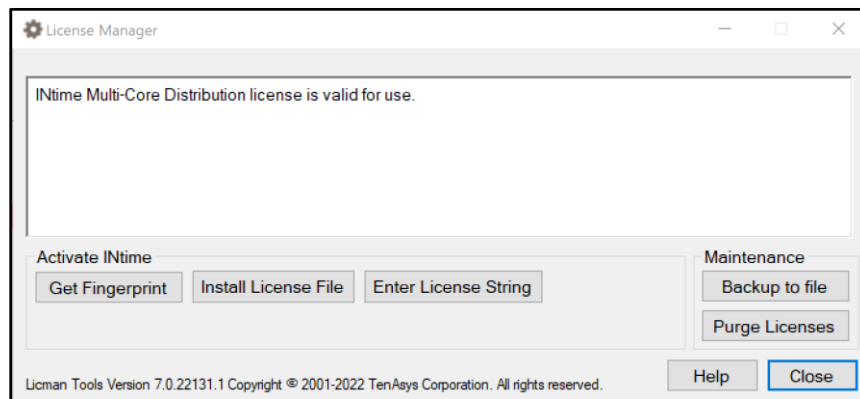 License Manager
INtime Multi-Core Distribution license is valid for use.
Activate INtime
Maintenance
Get Fingerprint
Install License File
Enter License String
Backup to file
Purge Licenses
Licman Tools Version 7.0.22131.1 Copyright © 2001-2022 TenAsys Corporation. All rights reserved.
Help
Close